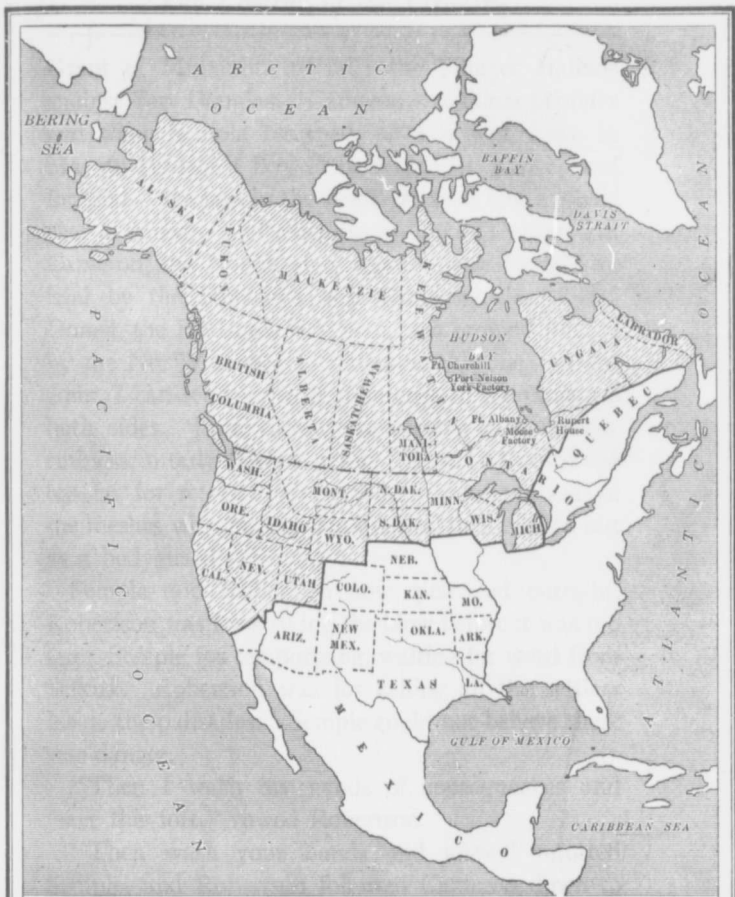 ARCTIC
OCEAN
BERING
SEA
BAFFIN
BAY
DAVIS
STRAIT
ALASKA
YUKON
MACKENZIE
KEEWATIN
HUDSON
BAY
UNGAVA
LABRADOR
OCEAN
PACIFIC
BRITISH
COLUMBIA
ALBERTA
SASKATCHEWAN
Ft. Churchill
Port Nelson
York Factory
Ft. Albany
Moose
Factory
Rupert
House
QUEBEC
MANI-
TOBA
ONTARIO
WASH.
MONT.
N. DAK.
MINN.
ORE.
IDAHO
WYO.
S. DAK.
WIS.
MICH.
CAL.
NEV.
UTAH
NEB.
COLO.
KAN.
MO.
ARIZ.
NEW
MEX.
OKLA.
ARK.
TEXAS
LA.
ATLANTIC
OCEAN
MEXICO
GULF OF MEXICO
CARIBBEAN SEA